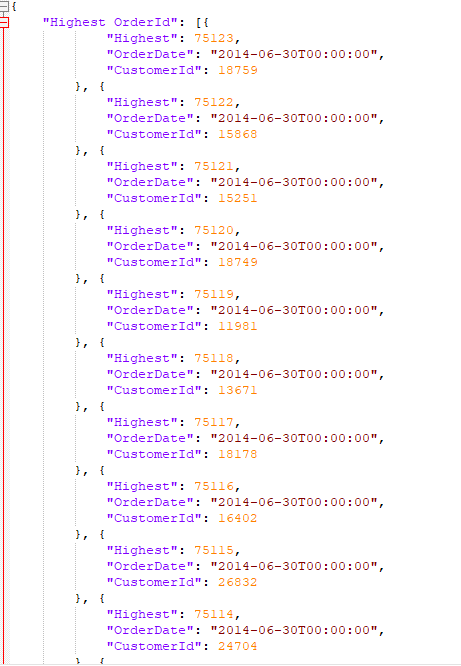 {
"Highest OrderId": [{
"Highest": 75123,
"OrderDate": "2014-06-30T00:00:00",
"CustomerId": 18759
}, {
"Highest": 75122,
"OrderDate": "2014-06-30T00:00:00",
"CustomerId": 15868
}, {
"Highest": 75121,
"OrderDate": "2014-06-30T00:00:00",
"CustomerId": 15251
}, {
"Highest": 75120,
"OrderDate": "2014-06-30T00:00:00",
"CustomerId": 18749
}, {
"Highest": 75119,
"OrderDate": "2014-06-30T00:00:00",
"CustomerId": 11981
}, {
"Highest": 75118,
"OrderDate": "2014-06-30T00:00:00",
"CustomerId": 13671
}, {
"Highest": 75117,
"OrderDate": "2014-06-30T00:00:00",
"CustomerId": 18178
}, {
"Highest": 75116,
"OrderDate": "2014-06-30T00:00:00",
"CustomerId": 16402
}, {
"Highest": 75115,
"OrderDate": "2014-06-30T00:00:00",
"CustomerId": 26832
}, {
"Highest": 75114,
"OrderDate": "2014-06-30T00:00:00",
"CustomerId": 24704
}, {